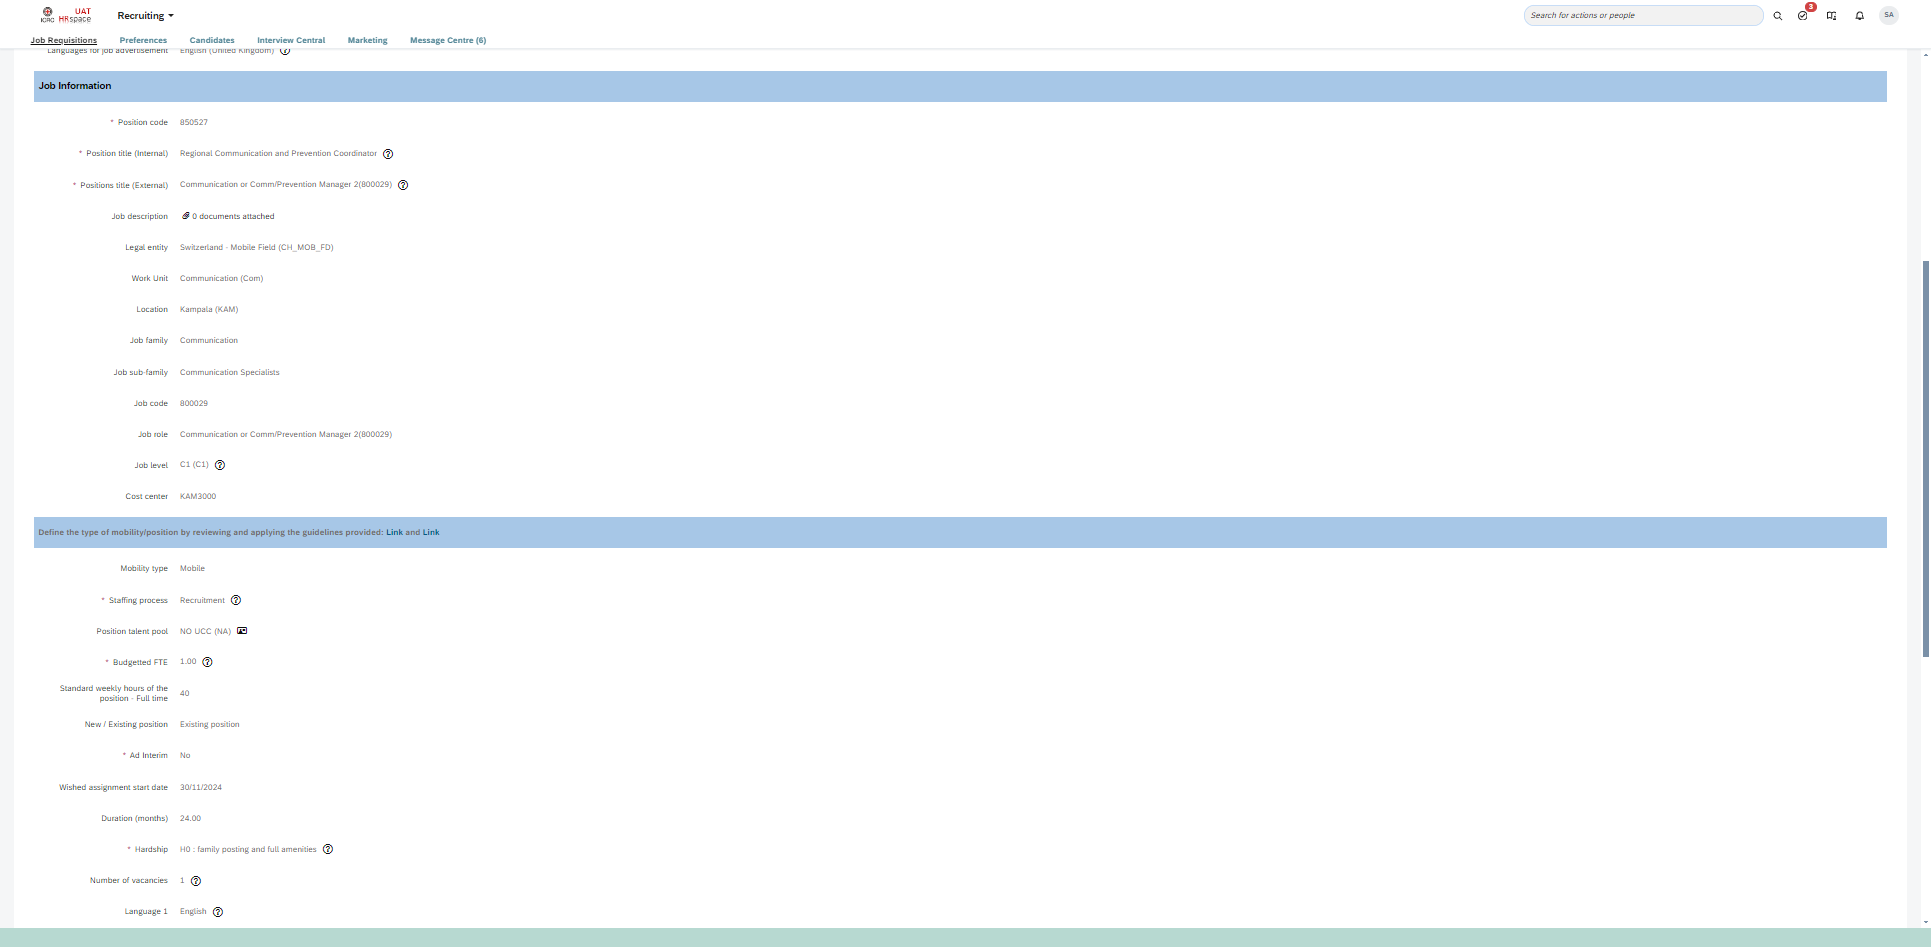 ICRC
UAT
HRspace
Recruiting
Search for actions or people
3
SA
Job Requisitions
Preferences
Candidates
Interview Central
Marketing
Message Centre (6)
Languages for job advertisement English (United Kingdom)
Job Information
* Position code 850527
* Position title (Internal) Regional Communication and Prevention Coordinator
* Positions title (External) Communication or Comm/Prevention Manager 2(800029)
Job description 0 documents attached
Legal entity Switzerland - Mobile Field (CH_MOB_FD)
Work Unit Communication (Com)
Location Kampala (KAM)
Job family Communication
Job sub-family Communication Specialists
Job code 800029
Job role Communication or Comm/Prevention Manager 2(800029)
Job level C1 (C1)
Cost center KAM3000
Define the type of mobility/position by reviewing and applying the guidelines provided: Link and Link
Mobility type Mobile
* Staffing process Recruitment
Position talent pool NO UCC (NA)
* Budgetted FTE 1.00
Standard weekly hours of the
position - Full time 40
New / Existing position Existing position
* Ad Interim No
Wished assignment start date 30/11/2024
Duration (months) 24.00
* Hardship H0 : family posting and full amenities
Number of vacancies 1
Language 1 English